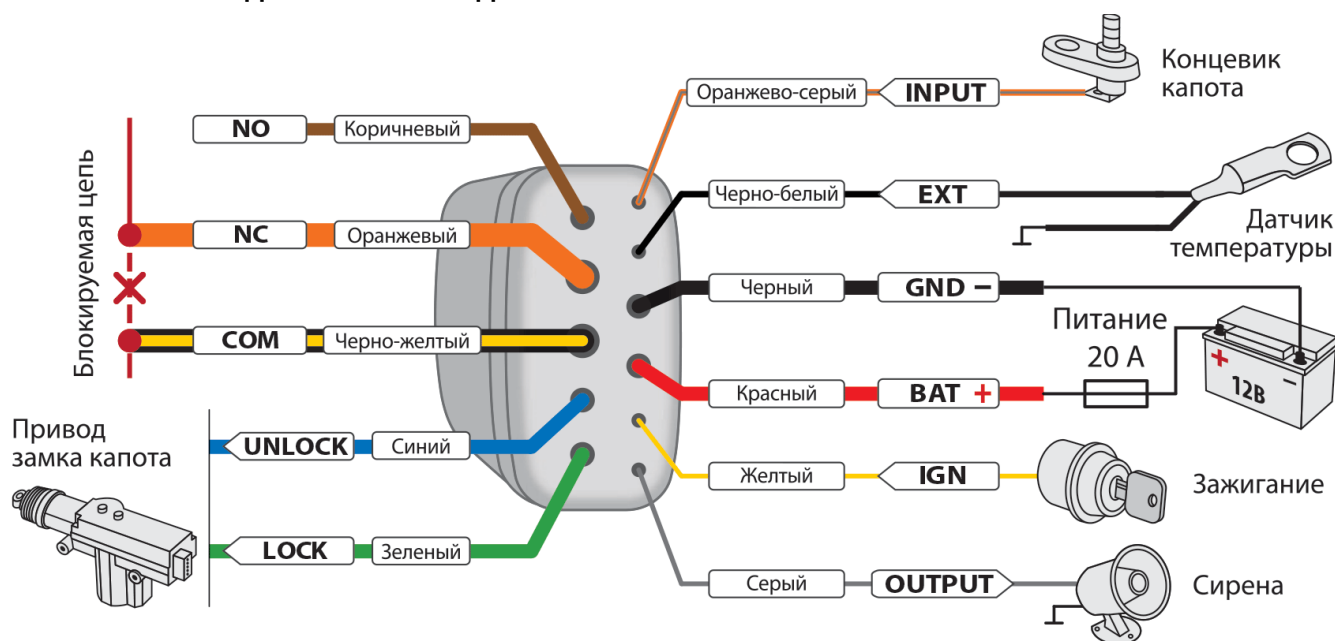 Концевик
капота
Оранжево-серый
INPUT
NO
Коричневый
Черно-белый
EXT
Датчик
температуры
Блокируемая цепь
NC
Оранжевый
Черный
GND –
COM
Черно-желтый
Питание
20 А
Красный
BAT +
+
–
12В
Привод
замка капота
UNLOCK
Синий
Желтый
IGN
Зажигание
LOCK
Зеленый
Серый
OUTPUT
Сирена